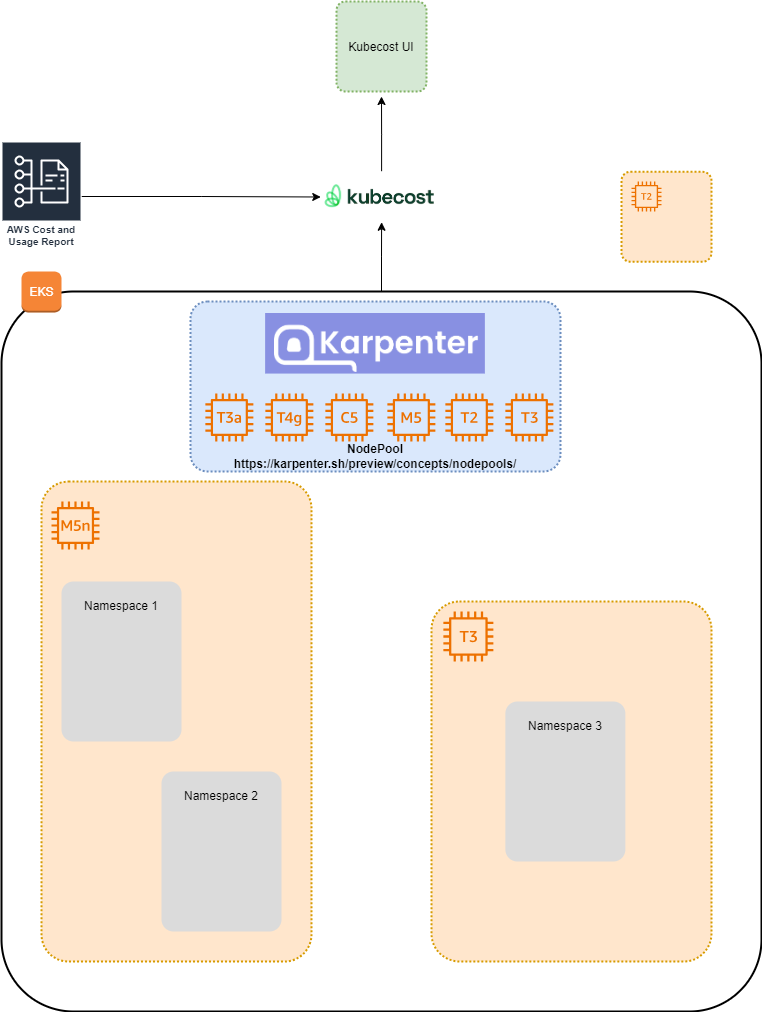 Kubecost UI
kubecost
AWS Cost and
Usage Report
T2
EKS
Karpenter
T3a
T4g
C5
M5
T2
T3
NodePool
https://karpenter.sh/preview/concepts/nodepools/
M5n
Namespace 1
Namespace 2
T3
Namespace 3